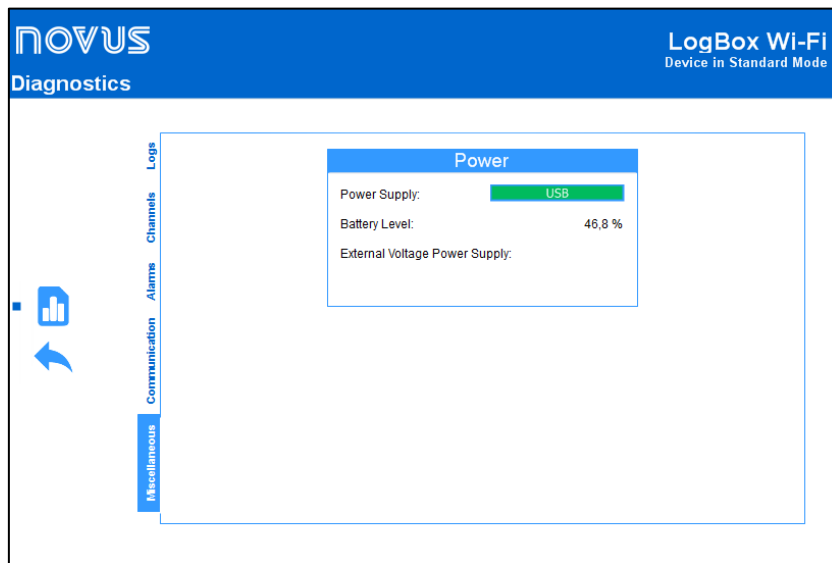 NOVUS
LogBox Wi-Fi
Device in Standard Mode
Diagnostics
Logs
Channels
Alarms
Communication
Miscellaneous
Power
Power Supply: USB
Battery Level: 46,8 %
External Voltage Power Supply: